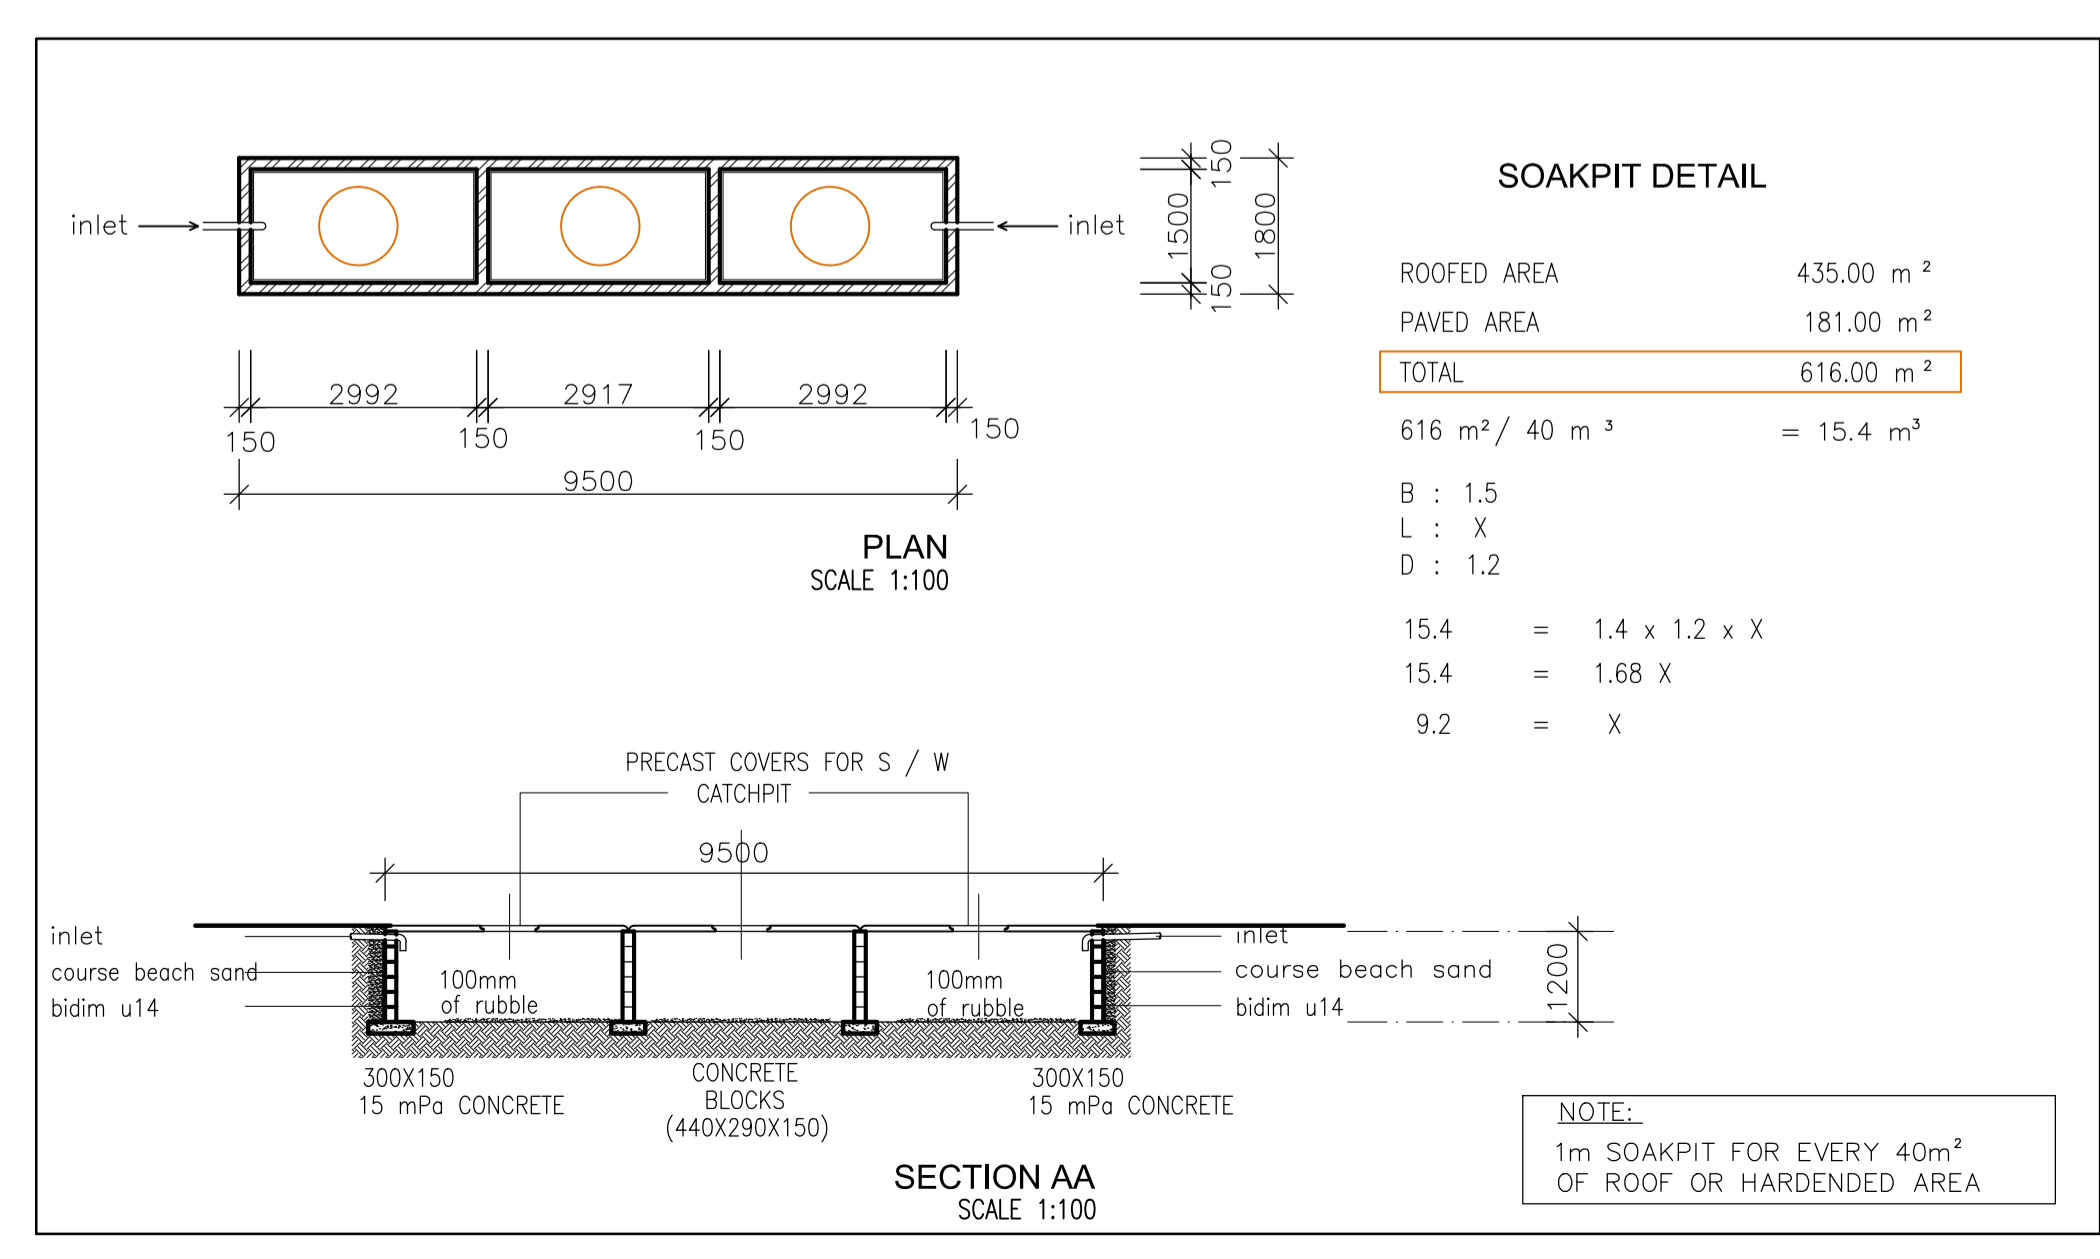 inlet
inlet
150
1500
150
1800
2992
2917
2992
150
150
150
150
9500
PLAN
SCALE 1:100
SOAKPIT DETAIL
ROOFED AREA 435.00 m²
PAVED AREA 181.00 m²
TOTAL 616.00 m²
616 m²/ 40 m ³ = 15.4 m³
B : 1.5
L : X
D : 1.2
15.4 = 1.4 x 1.2 x X
15.4 = 1.68 X
9.2 = X
PRECAST COVERS FOR S / W
CATCHPIT
9500
inlet
course beach sand
bidim u14
100mm
of rubble
100mm
of rubble
inlet
course beach sand
bidim u14
1200
300X150
15 mPa CONCRETE
CONCRETE
BLOCKS
(440X290X150)
300X150
15 mPa CONCRETE
SECTION AA
SCALE 1:100
NOTE:
1m SOAKPIT FOR EVERY 40m²
OF ROOF OR HARDENDED AREA